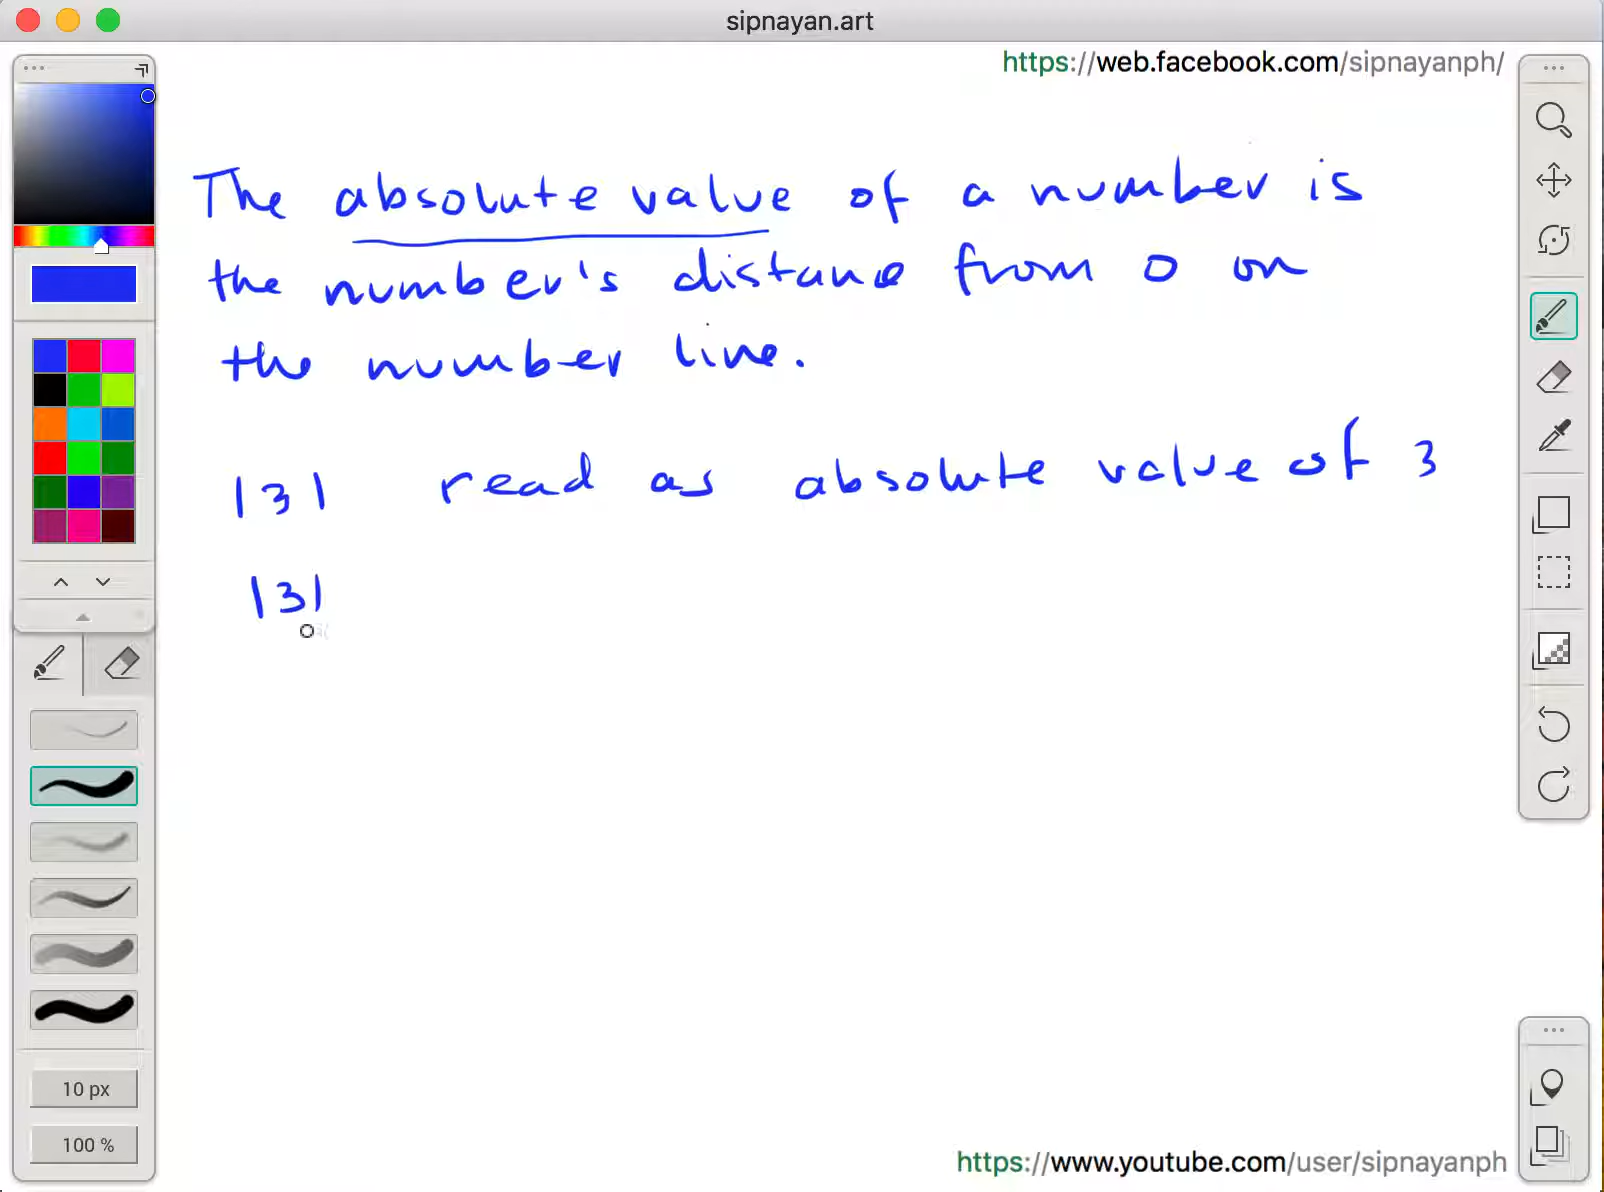 sipnayan.art
https://web.facebook.com/sipnayanph/
The absolute value of a number is
the number's distance from 0 on
the number line.
|3| read as absolute value of 3
|3|
10 px
100 %
https://www.youtube.com/user/sipnayanph